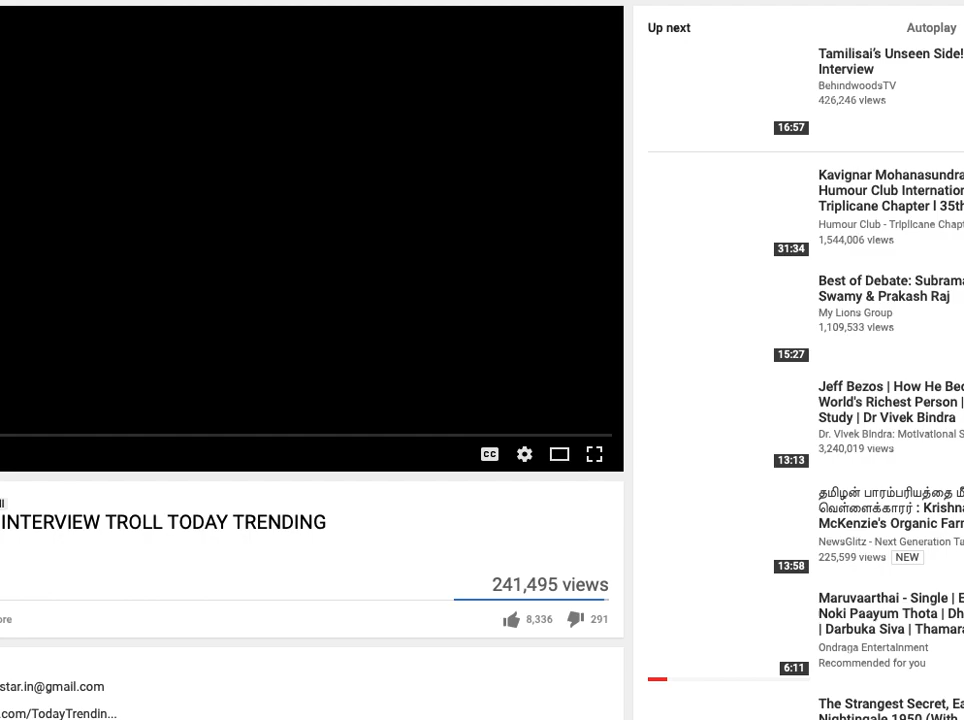 Up next
Autoplay
Tamilisai's Unseen Side!
Interview
BehindwoodsTV
426,246 views
16:57
Kavignar Mohanasundra
Humour Club Internation
Triplicane Chapter l 35th
Humour Club - Triplicane Chapt
1,544,006 views
31:34
Best of Debate: Subrama
Swamy & Prakash Raj
My Lions Group
1,109,533 views
15:27
Jeff Bezos | How He Bec
World's Richest Person |
Study | Dr Vivek Bindra
Dr. Vivek Bindra: Motivational S
3,240,019 views
13:13
தமிழன் பாரம்பரியத்தை மீ
வெள்ளைக்காரர் : Krishna
McKenzie's Organic Farm
NewsGlitz - Next Generation Ta
225,599 views NEW
13:58
Maruvaarthai - Single | E
Noki Paayum Thota | Dh
| Darbuka Siva | Thamara
Ondraga Entertainment
Recommended for you
6:11
The Strangest Secret, Ea
Nightingale 1950 (With
CC
INTERVIEW TROLL TODAY TRENDING
241,495 views
ore
8,336
291
star.in@gmail.com
.com/TodayTrendin...